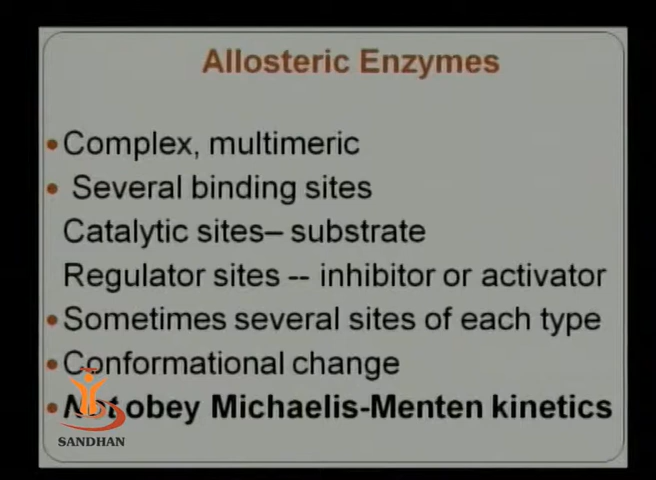 Allosteric Enzymes
•Complex, multimeric
• Several binding sites
Catalytic sites– substrate
Regulator sites -- inhibitor or activator
•Sometimes several sites of each type
•Conformational change
•Not obey Michaelis-Menten kinetics
SANDHAN